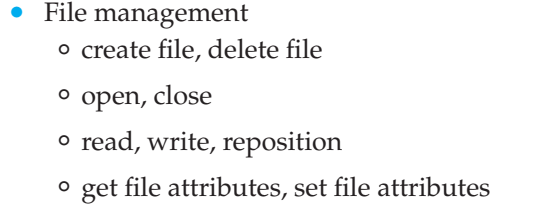 • File management
◦ create file, delete file
◦ open, close
◦ read, write, reposition
◦ get file attributes, set file attributes